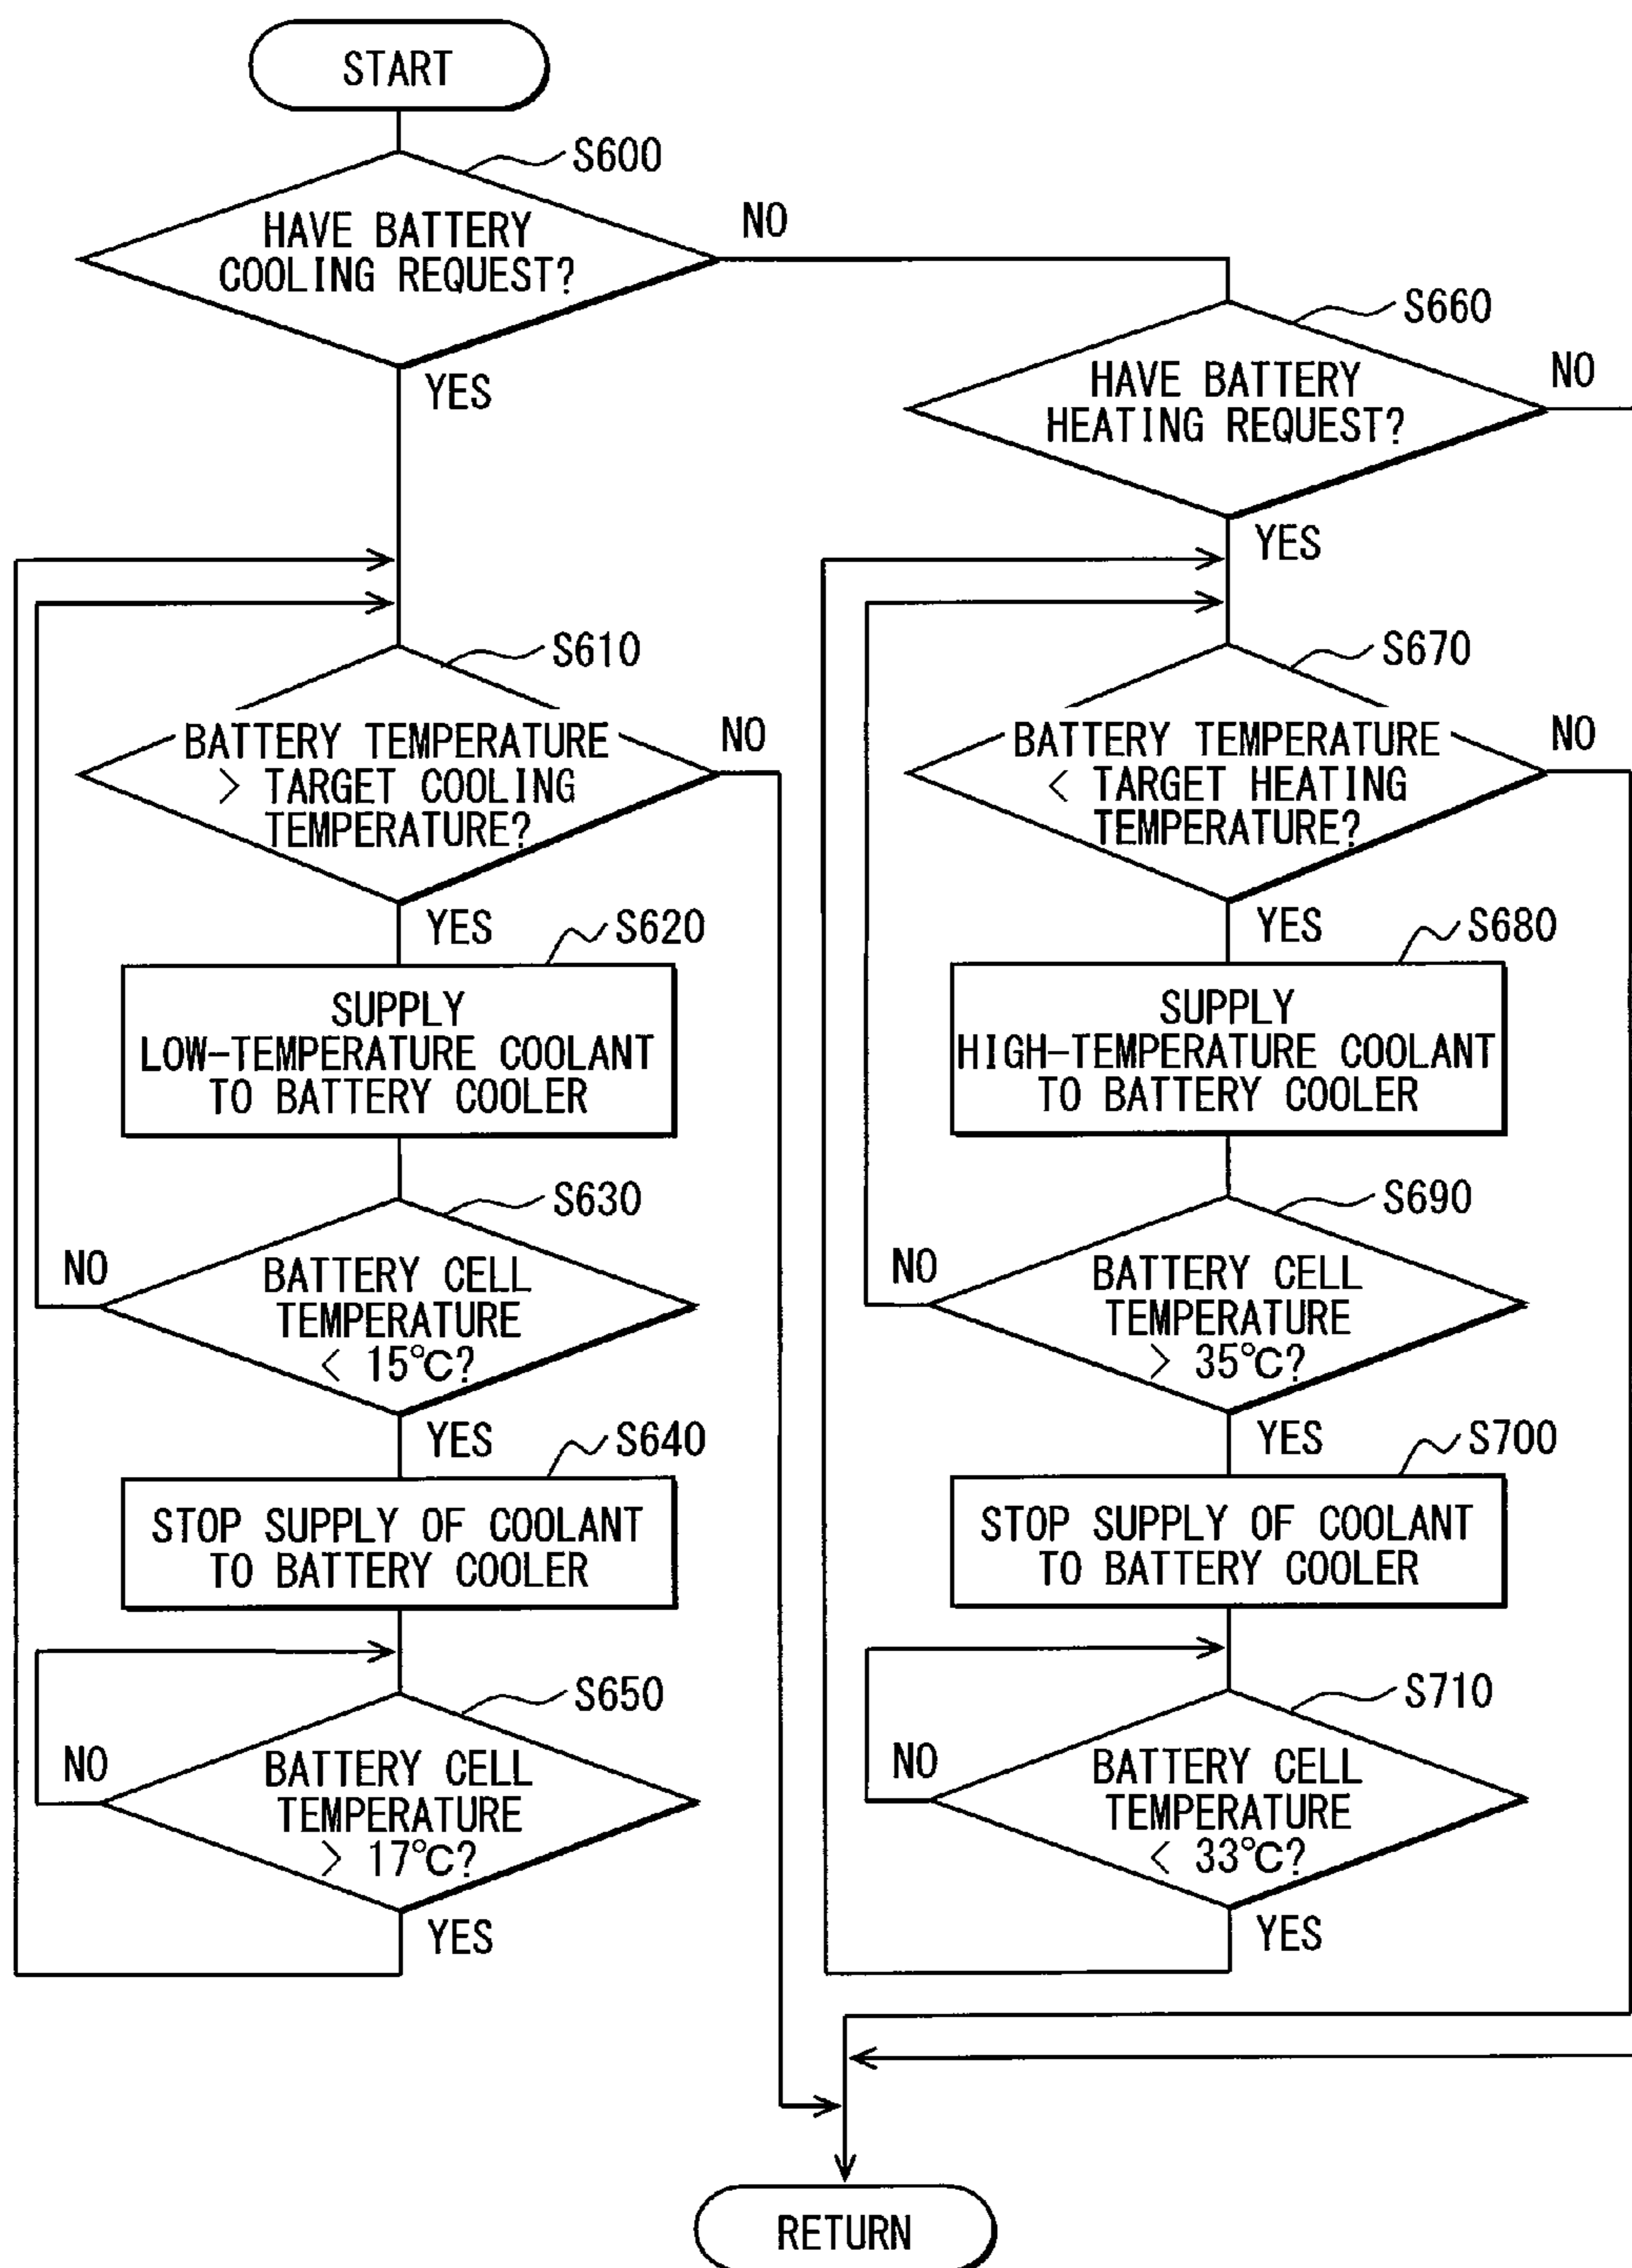 START
S600
HAVE BATTERY
COOLING REQUEST?
NO
YES
S610
BATTERY TEMPERATURE
> TARGET COOLING
TEMPERATURE?
NO
YES
S620
SUPPLY
LOW-TEMPERATURE COOLANT
TO BATTERY COOLER
S630
BATTERY CELL
TEMPERATURE
< 15℃?
NO
YES
S640
STOP SUPPLY OF COOLANT
TO BATTERY COOLER
S650
BATTERY CELL
TEMPERATURE
> 17℃?
NO
YES
S660
HAVE BATTERY
HEATING REQUEST?
NO
YES
S670
BATTERY TEMPERATURE
< TARGET HEATING
TEMPERATURE?
NO
YES
S680
SUPPLY
HIGH-TEMPERATURE COOLANT
TO BATTERY COOLER
S690
BATTERY CELL
TEMPERATURE
> 35℃?
NO
YES
S700
STOP SUPPLY OF COOLANT
TO BATTERY COOLER
S710
BATTERY CELL
TEMPERATURE
< 33℃?
NO
YES
RETURN